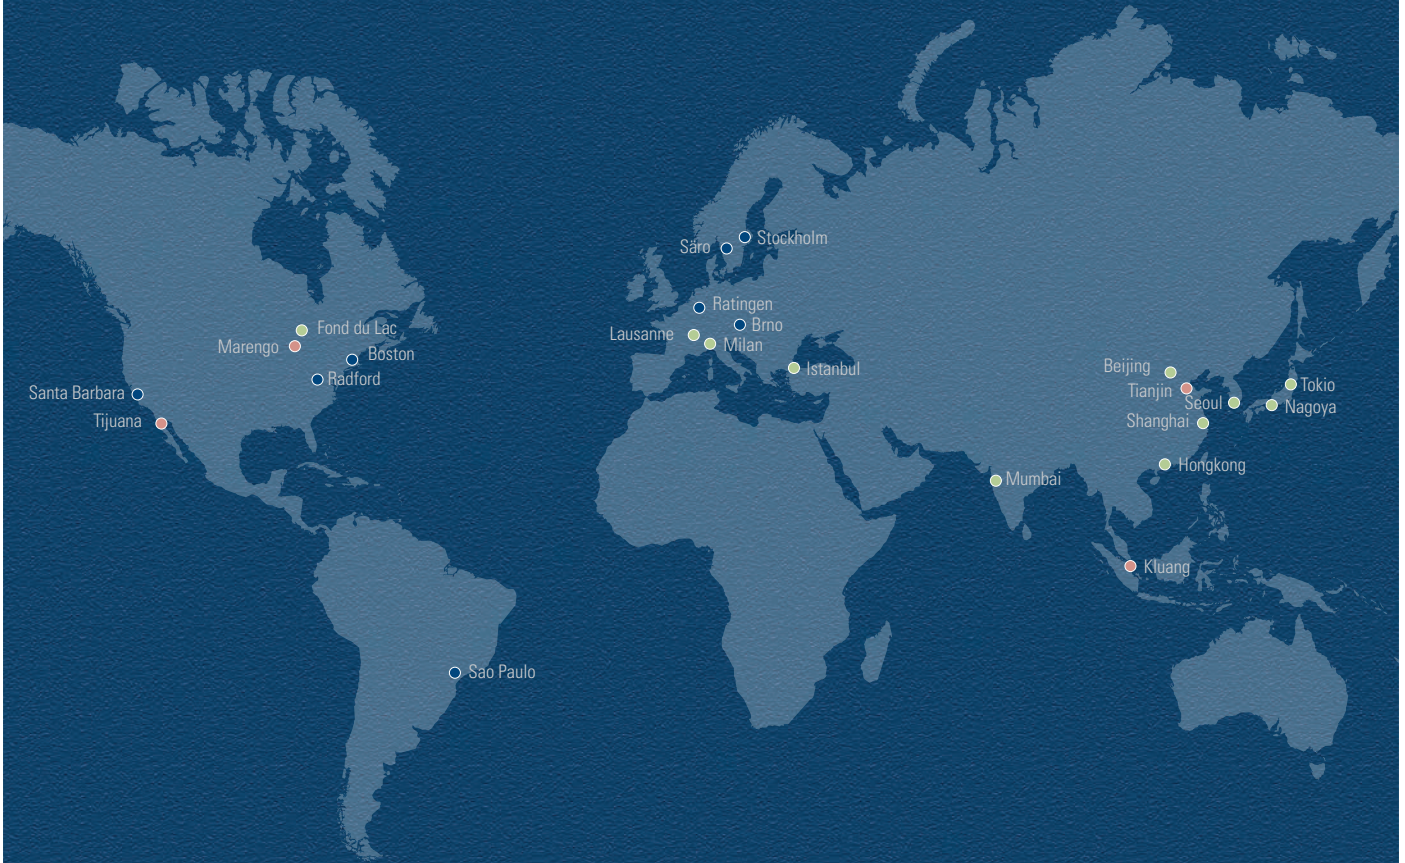 Stockholm
Säro
Ratingen
Brno
Fond du Lac
Lausanne
Milan
Marengo
Boston
Istanbul
Beijing
Radford
Tokio
Tianjin
Santa Barbara
Seoul
Nagoya
Tijuana
Shanghai
Hongkong
Mumbai
Kluang
Sao Paulo